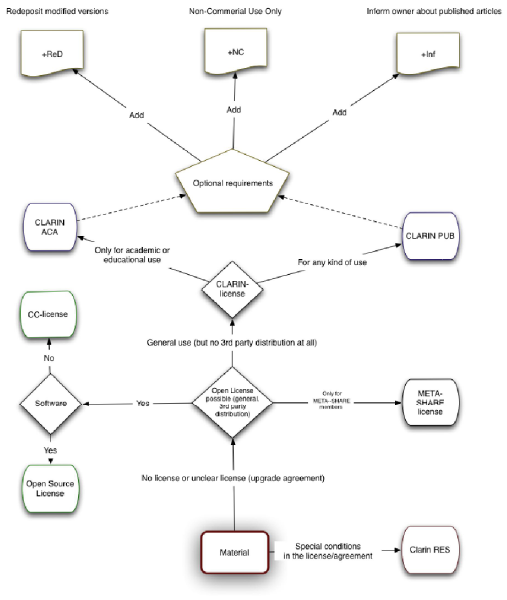 Redeposit modified versions
Non-Commerial Use Only
Inform owner about published articles
+ReD
+NC
+Inf
Add
Add
Add
Optional requirements
CLARIN
ACA
CLARIN PUB
Only for academic or
educational use
For any kind of use
CLARIN-
license
CC-license
General use (but no 3rd party distribution at all)
No
Software
Yes
Open License
possible (general,
3rd party
distribution)
Only for
META-SHARE
members
META-
SHARE
license
Yes
Open Source
License
No license or unclear license (upgrade agreement)
Material
Special conditions
in the license/agreement
Clarin RES